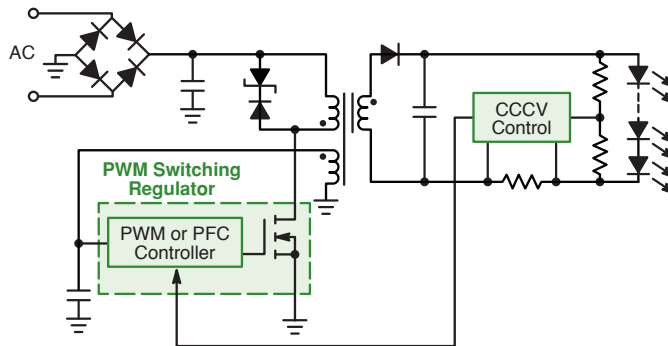 AC
CCCV
Control
PWM Switching
Regulator
PWM or PFC
Controller